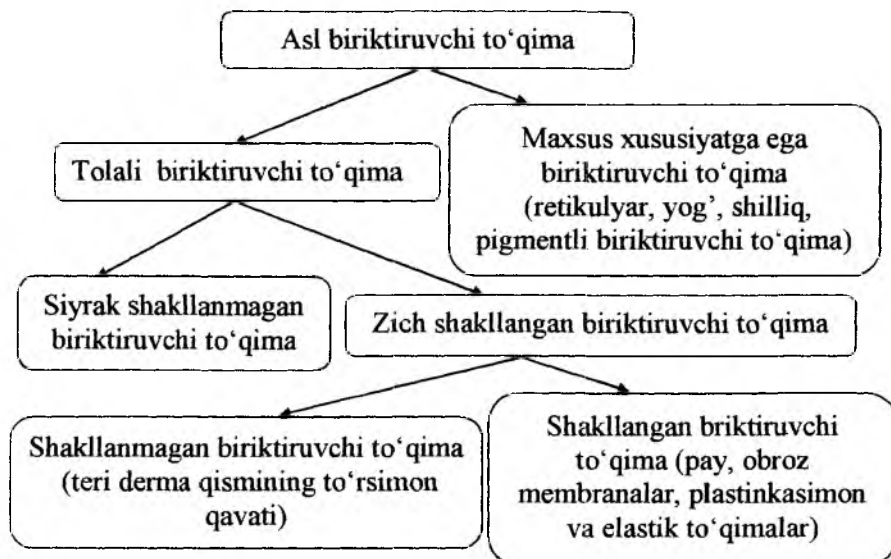 Asl biriktiruvchi to‘qima
Tolali biriktiruvchi to‘qima
Maxsus xususiyatga ega
biriktiruvchi to‘qima
(retikulyar, yog’, shilliq,
pigmentli biriktiruvchi to‘qima)
Siyrak shakllanmagan
biriktiruvchi to‘qima
Zich shakllangan biriktiruvchi to‘qima
Shakllanmagan biriktiruvchi to‘qima
(teri derma qismining to‘rsimon
qavati)
Shakllangan briktiruvchi
to‘qima (pay, obroz
membranalar, plastinkasimon
va elastik to‘qimalar)